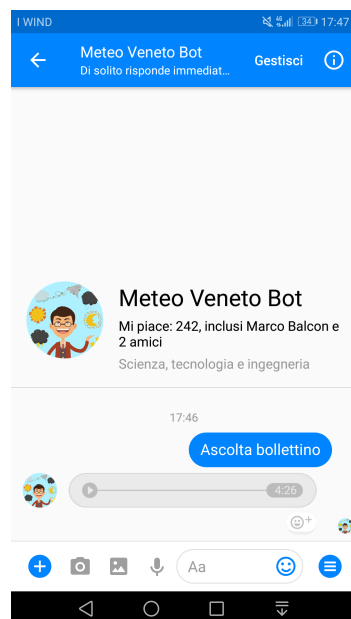 I WIND 4G 34 17:47
Meteo Veneto Bot
Di solito risponde immediat...
Gestisci
Meteo Veneto Bot
Mi piace: 242, inclusi Marco Balcon e
2 amici
Scienza, tecnologia e ingegneria
17:46
Ascolta bollettino
4:26
Aa